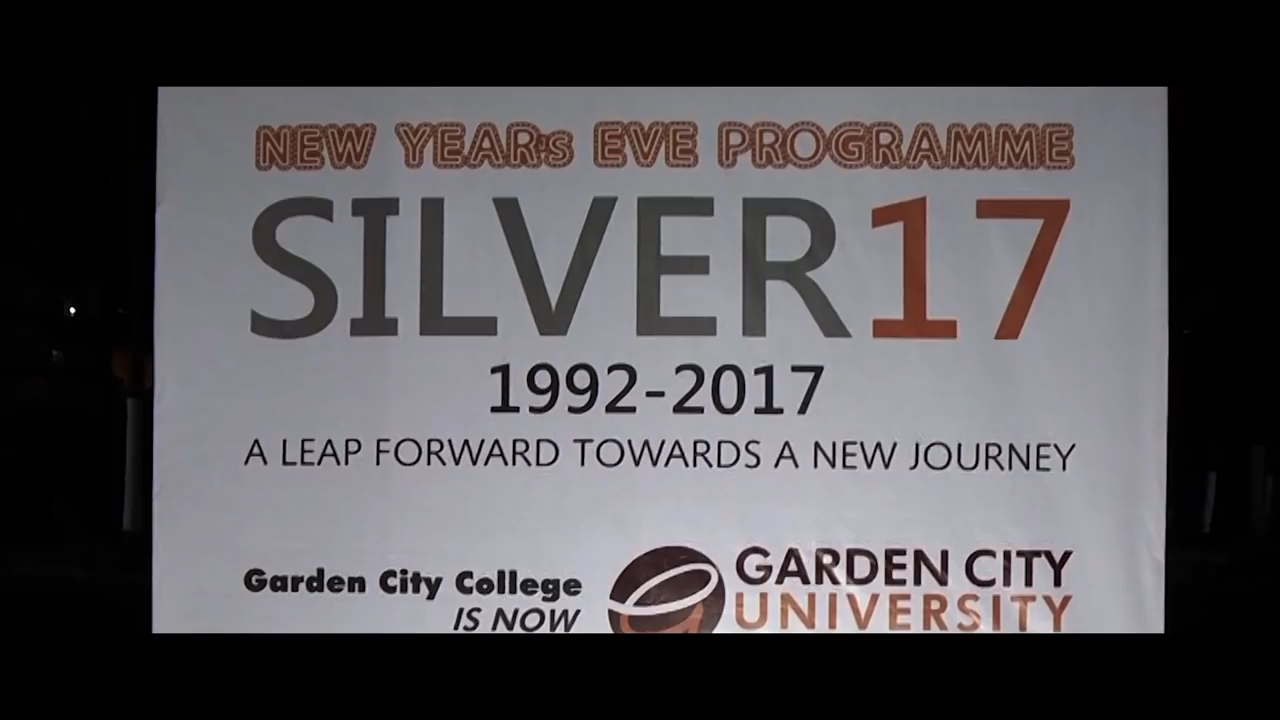 NEW YEAR's EVE PROGRAMME
SILVER17
1992-2017
A LEAP FORWARD TOWARDS A NEW JOURNEY
Garden City College
IS NOW
GARDEN CITY
UNIVERSITY